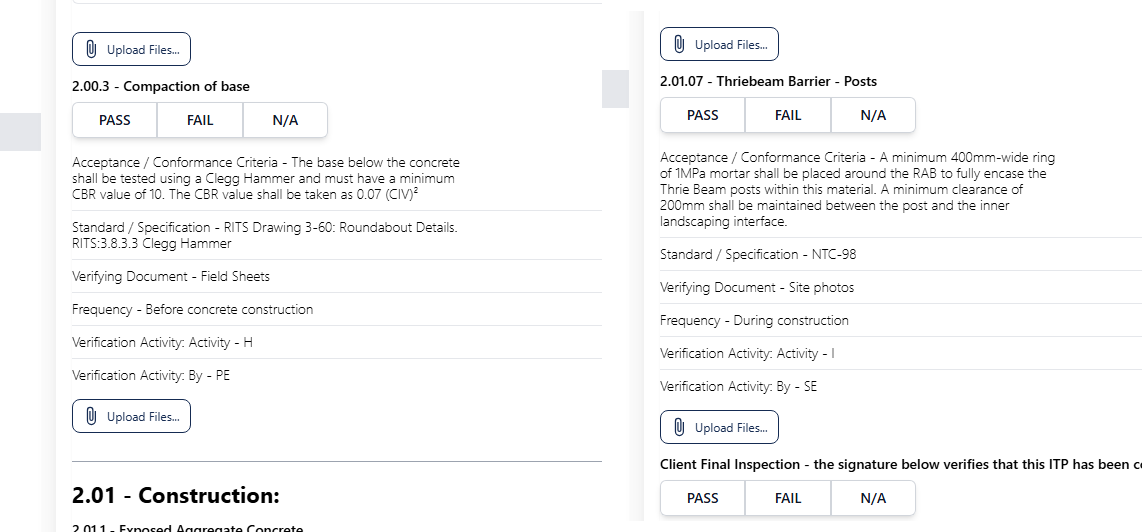 Upload Files...
2.00.3 - Compaction of base
PASS
FAIL
N/A
Acceptance / Conformance Criteria - The base below the concrete
shall be tested using a Clegg Hammer and must have a minimum
CBR value of 10. The CBR value shall be taken as 0.07 (CIV)²
Standard / Specification - RITS Drawing 3-60: Roundabout Details.
RITS:3.8.3.3 Clegg Hammer
Verifying Document - Field Sheets
Frequency - Before concrete construction
Verification Activity: Activity - H
Verification Activity: By - PE
Upload Files...
2.01 - Construction:
2.01.1 - Exposed Aggregate Concrete
Upload Files...
2.01.07 - Thriebeam Barrier - Posts
PASS
FAIL
N/A
Acceptance / Conformance Criteria - A minimum 400mm-wide ring
of 1MPa mortar shall be placed around the RAB to fully encase the
Thrie Beam posts within this material. A minimum clearance of
200mm shall be maintained between the post and the inner
landscaping interface.
Standard / Specification - NTC-98
Verifying Document - Site photos
Frequency - During construction
Verification Activity: Activity - I
Verification Activity: By - SE
Upload Files...
Client Final Inspection - the signature below verifies that this ITP has been
PASS
FAIL
N/A